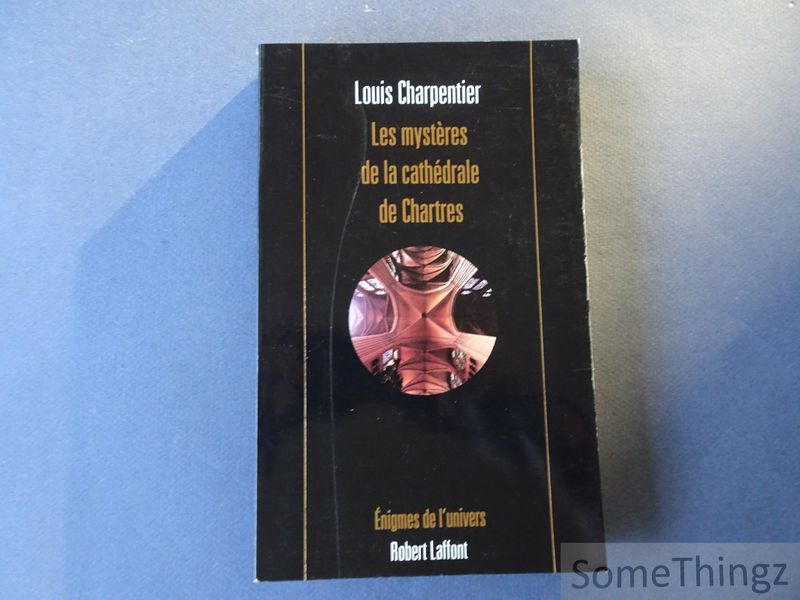 Louis Charpentier
Les mystères
de la cathédrale
de Chartres
Énigmes de l'univers
Robert Laffont
SomeThingz